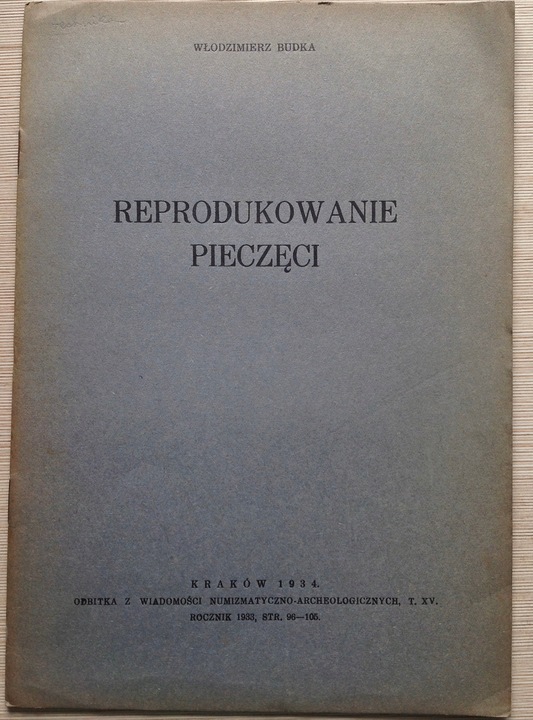 WŁODZIMIERZ BUDKA
REPRODUKOWANIE
PIECZĘCI
KRAKÓW 1934.
ODBITKA Z WIADOMOŚCI NUMIZMATYCZNO-ARCHEOLOGICZNYCH, T. XV.
ROCZNIK 1933, STR. 96—105.